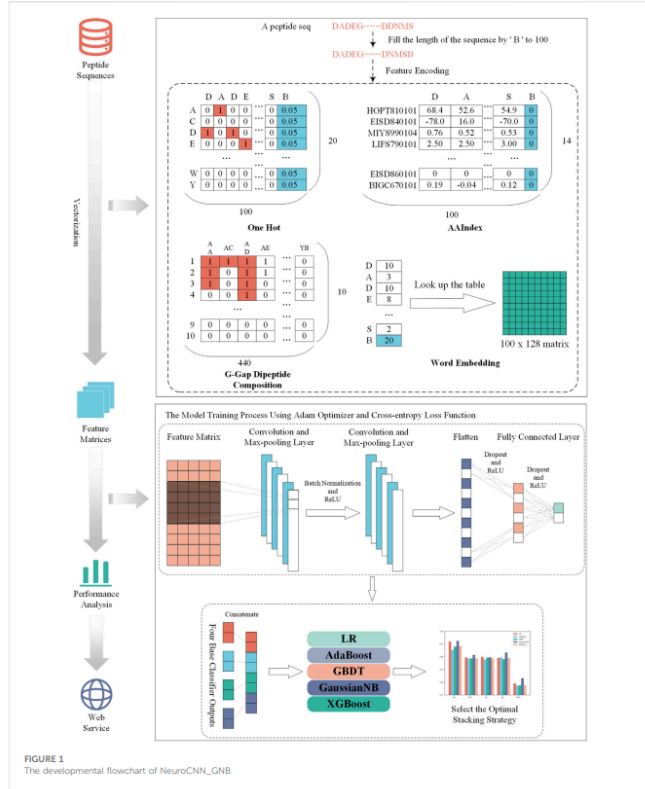 A peptide seq DADEG······DDNMS
Fill the length of the sequence by ' B ' to 100
DADEG······DNMSB
Feature Encoding
Peptide
Sequences
Vectorization
D A D E S B
A 0 1 0 0 ... 0 0.05
C 0 0 0 0 ... 0 0.05
D 1 0 1 0 ... 0 0.05
E 0 0 0 1 ... 0 0.05
...
W 0 0 0 0 ... 0 0.05
Y 0 0 0 0 ... 0 0.05
20
100
One Hot
D A S B
HOPT810101 68.4 52.6 ... 54.9 0
EISD840101 -78.0 16.0 ... -70.0 0
MIYS990104 0.76 0.52 ... 0.53 0
LIFS790101 2.50 2.50 ... 3.00 0
... ...
EISD860101 0 0 ... 0 0
BIGC670101 0.19 -0.04 ... 0.12 0
14
100
AAIndex
AA AC AD AE YB
1 1 1 1 1 ... 0
2 1 0 1 1 ... 0
3 1 0 1 0 ... 0
4 0 0 1 0 ... 0
...
9 0 0 0 0 ... 0
10 0 0 0 0 ... 0
10
440
G-Gap Dipeptide
Composition
D 10
A 3
D 10
E 8
...
S 2
B 20
Look up the table
100 x 128 matrix
Word Embedding
Feature
Matrices
The Model Training Process Using Adam Optimizer and Cross-entropy Loss Function
Feature Matrix
Convolution and
Max-pooling Layer
Batch Normalization
and
ReLU
Convolution and
Max-pooling Layer
Flatten
Fully Connected Layer
Dropout
and
ReLU
Dropout
and
ReLU
Performance
Analysis
Concatenate
Four Base Classifier Outputs
LR
AdaBoost
GBDT
GaussianNB
XGBoost
Select the Optimal
Stacking Strategy
Web
Service
FIGURE 1
The developmental flowchart of NeuroCNN_GNB.